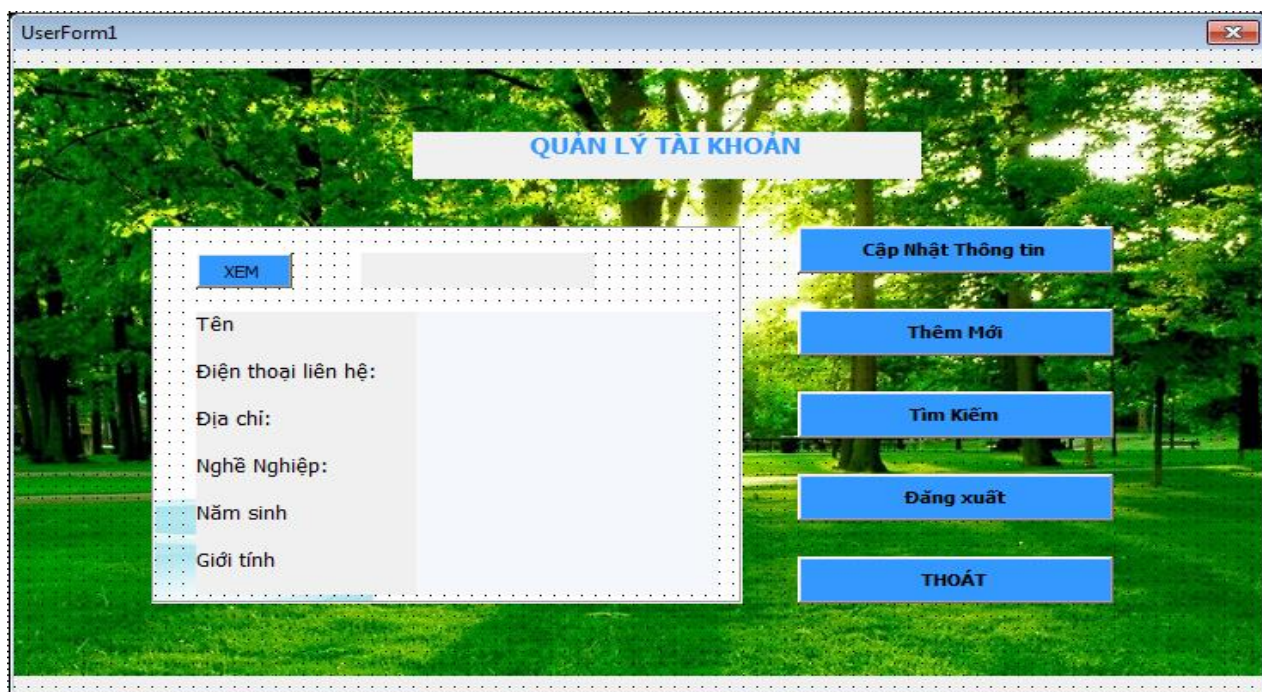 UserForm1
QUẢN LÝ TÀI KHOẢN
XEM
Tên
Điện thoại liên hệ:
Địa chỉ:
Nghề Nghiệp:
Năm sinh
Giới tính
Cập Nhật Thông tin
Thêm Mới
Tìm Kiếm
Đăng xuất
THOÁT